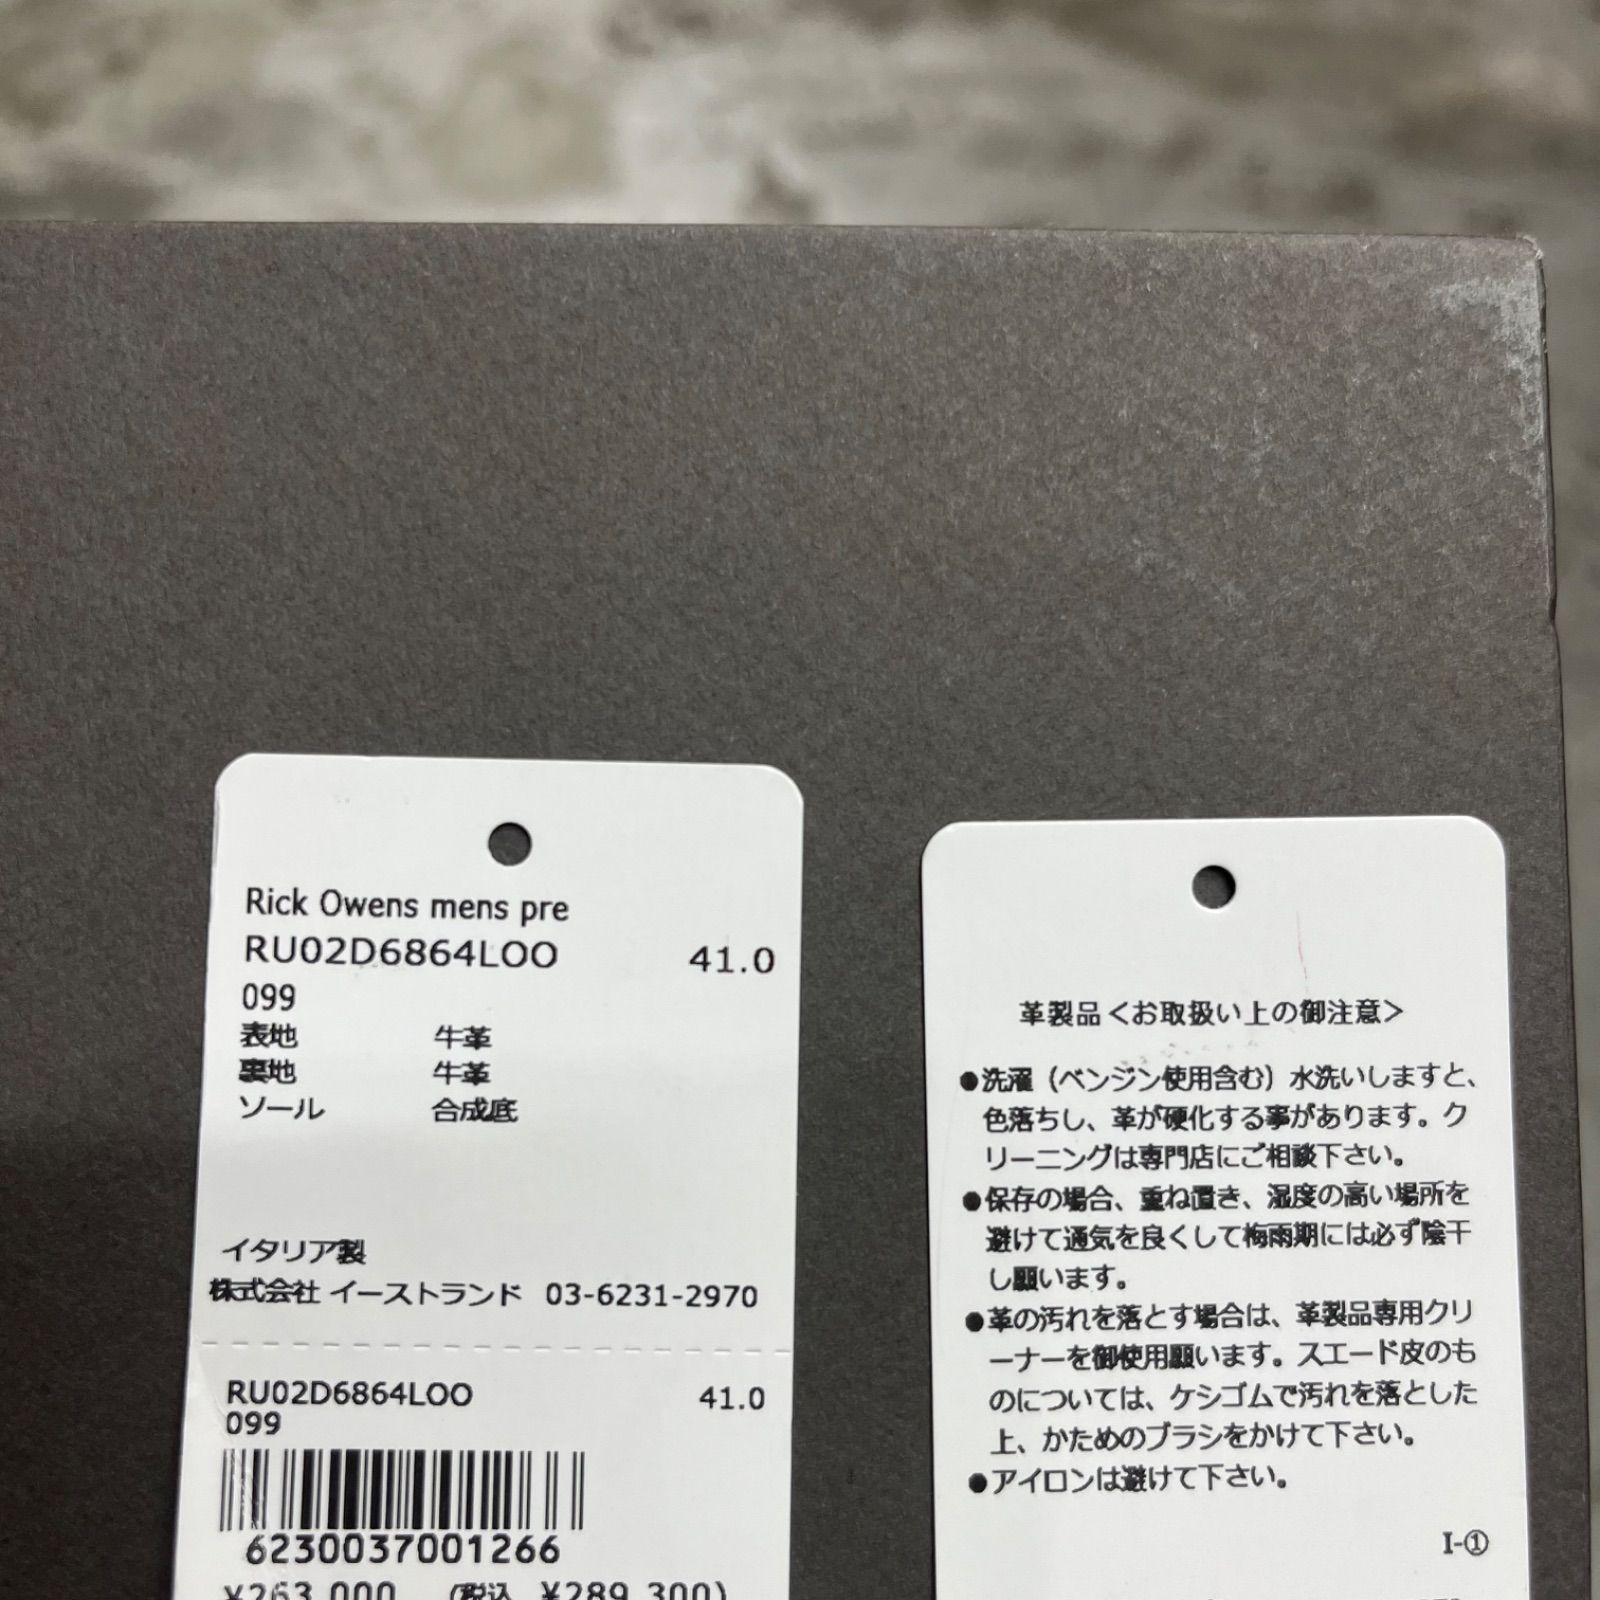 Rick Owens mens pre
RU02D6864LOO 41.0
099
表地 牛革
裏地 牛革
ソール 合成底
イタリア製
株式会社 イーストランド 03-6231-2970
RU02D6864LOO 41.0
099
6230037001266
¥263,000 (税込 ¥289,300)
革製品<お取扱い上の御注意>
●洗濯（ベンジン使用含む）水洗いしますと、
色落ちし、革が硬化する事があります。ク
リーニングは専門店にご相談下さい。
●保存の場合、重ね置き、湿度の高い場所を
避けて通気を良くして梅雨期には必ず陰干
し願います。
●革の汚れを落とす場合は、革製品専用クリ
ーナーを御使用願います。スエード皮のも
のについては、ケシゴムで汚れを落とした
上、かためのブラシをかけて下さい。
●アイロンは避けて下さい。
I-①